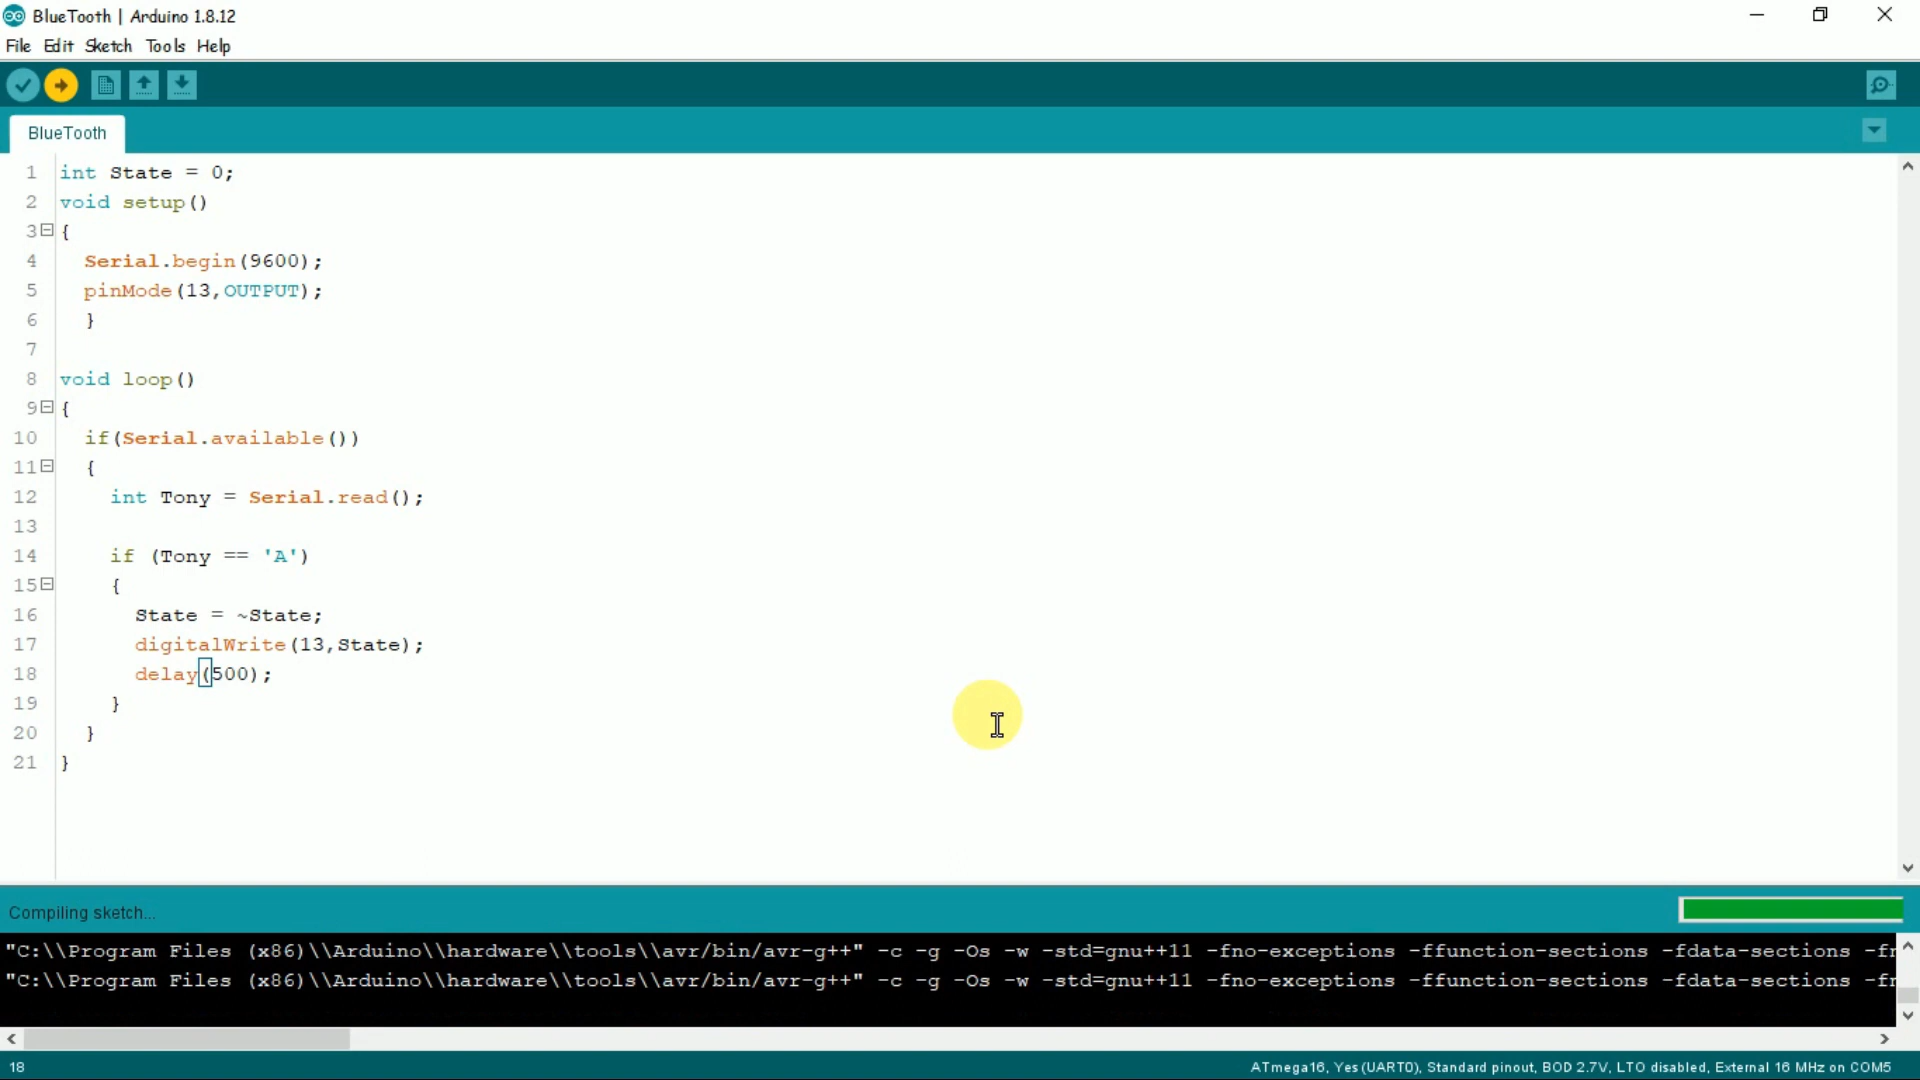 BlueTooth | Arduino 1.8.12
File Edit Sketch Tools Help
BlueTooth
1 int State = 0;
2 void setup()
3 {
4 Serial.begin(9600);
5 pinMode(13,OUTPUT);
6 }
7
8 void loop()
9 {
10 if(Serial.available())
11 {
12 int Tony = Serial.read();
13
14 if (Tony == 'A')
15 {
16 State = ~State;
17 digitalWrite(13,State);
18 delay(500);
19 }
20 }
21 }
Compiling sketch...
"C:\\Program Files (x86)\\Arduino\\hardware\\tools\\avr/bin/avr-g++" -c -g -Os -w -std=gnu++11 -fno-exceptions -ffunction-sections -fdata-sections -fr
"C:\\Program Files (x86)\\Arduino\\hardware\\tools\\avr/bin/avr-g++" -c -g -Os -w -std=gnu++11 -fno-exceptions -ffunction-sections -fdata-sections -fr
18 ATmega16, Yes (UART0), Standard pinout, BOD 2.7V, LTO disabled, External 16 MHz on COM5